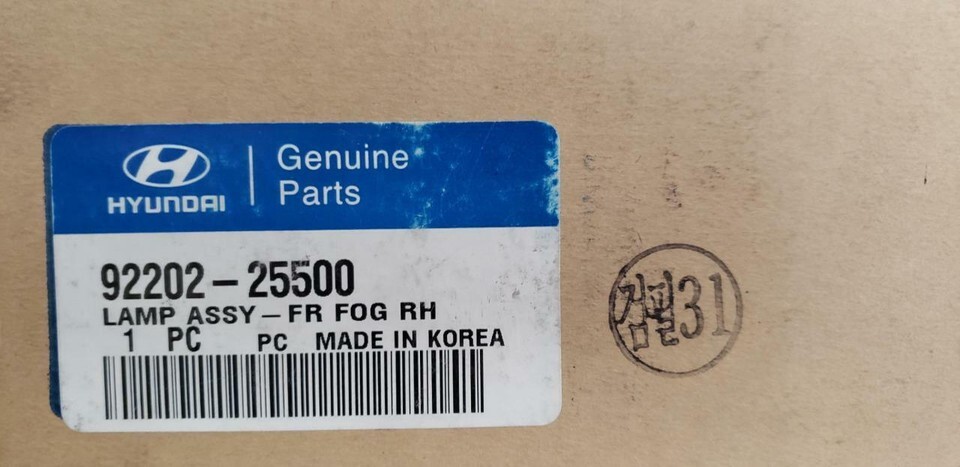 HYUNDAI
Genuine
Parts
92202-25500
LAMP ASSY-FR FOG RH
1 PC PC MADE IN KOREA
검필31